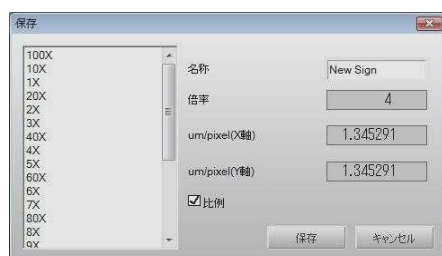 保存
100X
10X
1X
20X
2X
3X
40X
4X
5X
60X
6X
7X
80X
8X
9X
名称
New Sign
倍率
4
um/pixel(X軸)
1.345291
um/pixel(Y軸)
1.345291
比例
保存
キャンセル